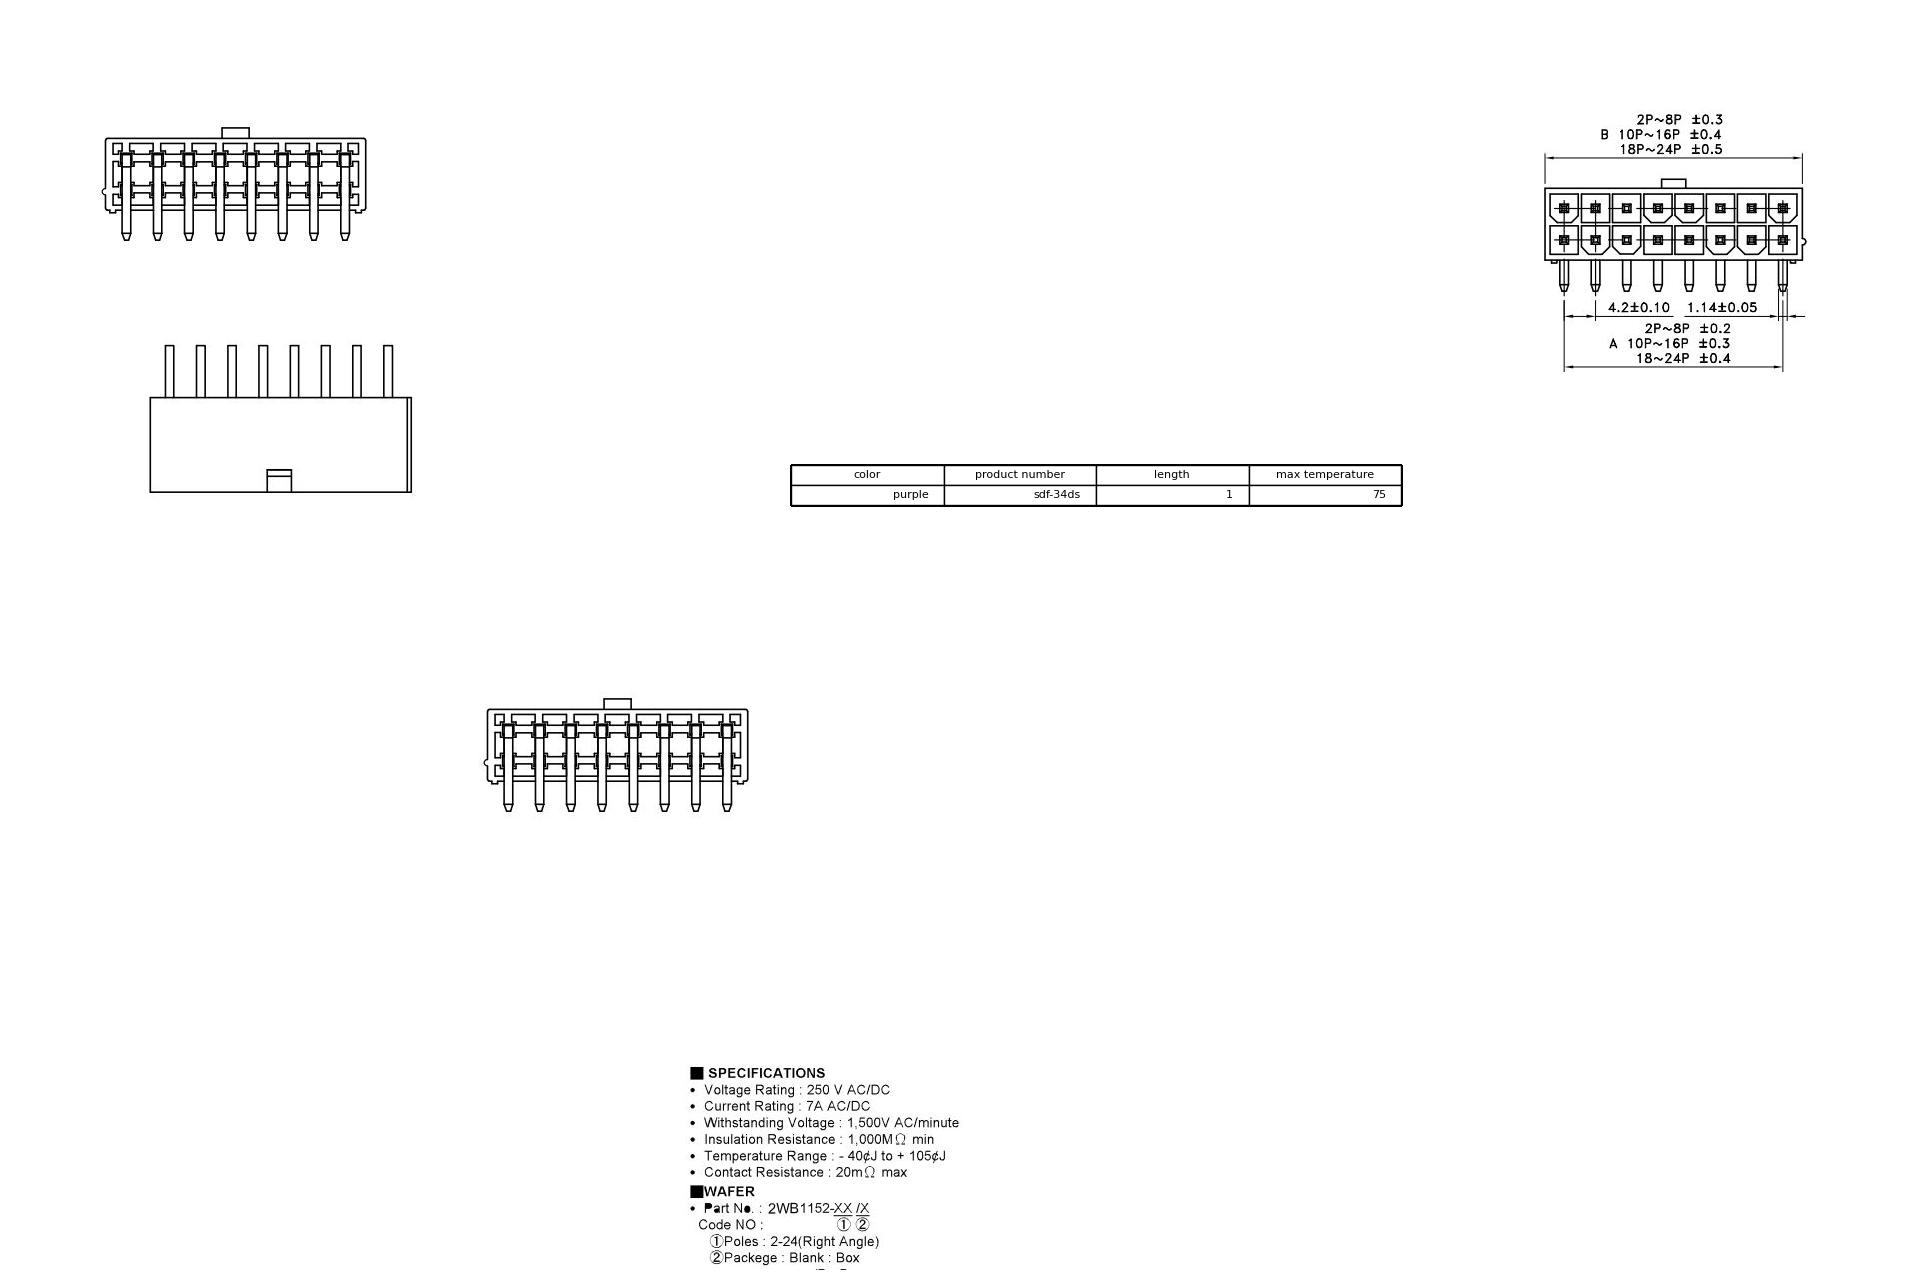 2P~8P ±0.3
B 10P~16P ±0.4
18P~24P ±0.5
4.2±0.10 1.14±0.05
2P~8P ±0.2
A 10P~16P ±0.3
18~24P ±0.4
color product number length max temperature
purple sdf-34ds 1 75
■ SPECIFICATIONS
• Voltage Rating : 250 V AC/DC
• Current Rating : 7A AC/DC
• Withstanding Voltage : 1,500V AC/minute
• Insulation Resistance : 1,000MΩ min
• Temperature Range : - 40¢J to + 105¢J
• Contact Resistance : 20mΩ max
■WAFER
• Part No. : 2WB1152-XX /X
Code NO : ① ②
①Poles : 2-24(Right Angle)
②Packege : Blank : Box